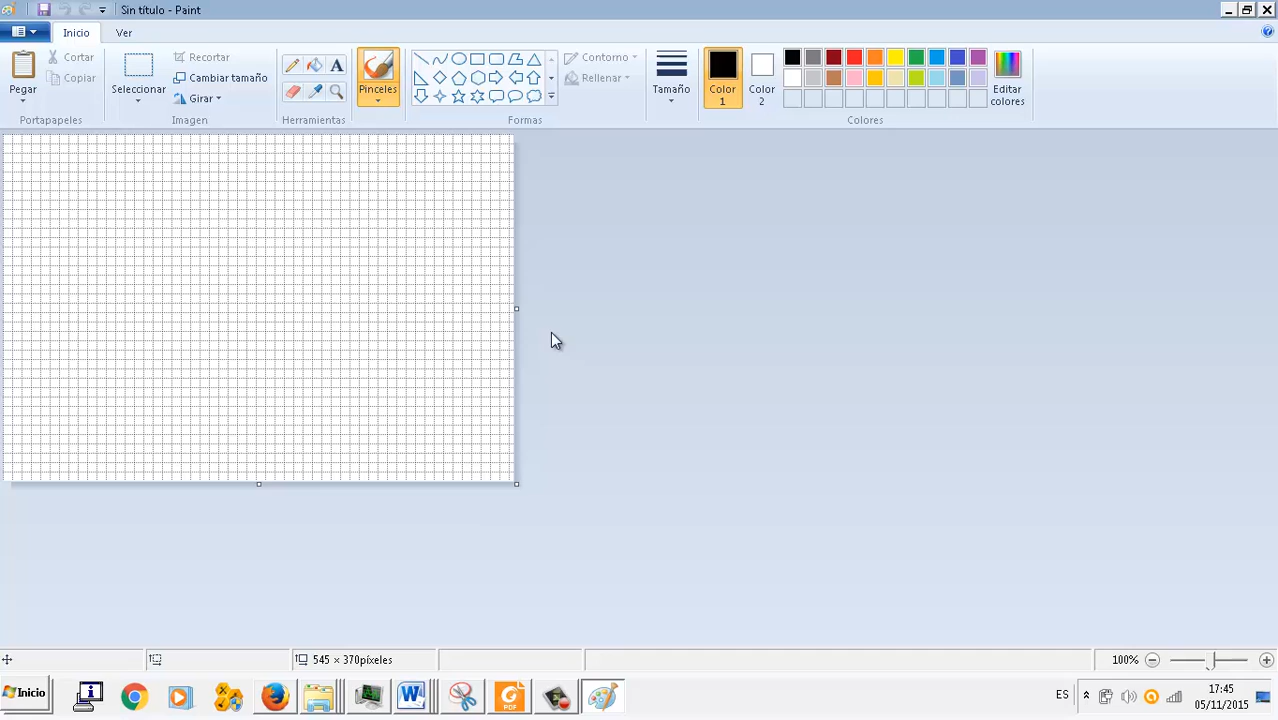 Sin título - Paint
Inicio
Ver
Pegar
Cortar
Copiar
Portapapeles
Seleccionar
Recortar
Cambiar tamaño
Girar
Imagen
A
Herramientas
Pinceles
Contorno
Rellenar
Formas
Tamaño
Color
1
Color
2
Editar
colores
Colores
545 × 370píxeles
100%
Inicio
W
PDF
ES
17:45
05/11/2015